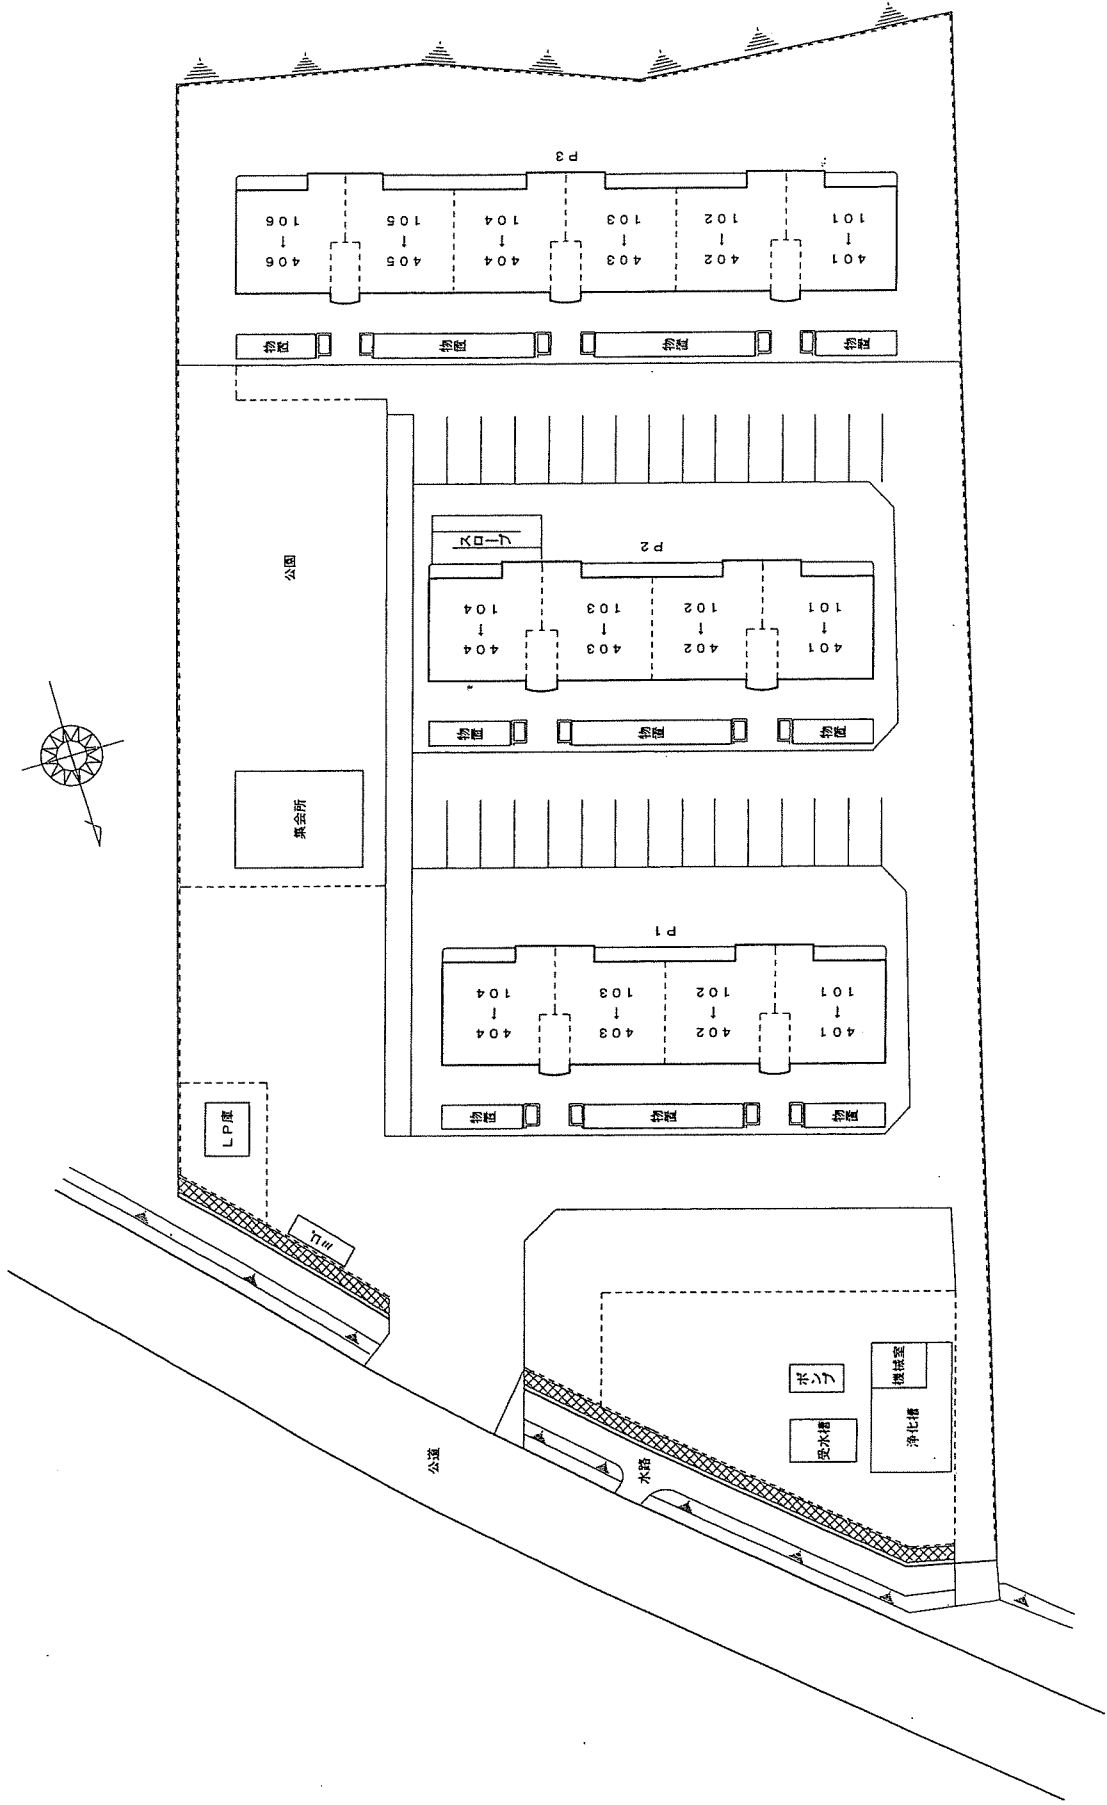 P3
106 105 104 103 102 101
↓ ↓ ↓ ↓ ↓ ↓
406 405 404 403 402 401
物置 物置 物置 物置
公園
スロープ
P2
104 103 102 101
↓ ↓ ↓ ↓
404 403 402 401
物置 物置 物置
集会所
P1
104 103 102 101
↓ ↓ ↓ ↓
404 403 402 401
物置 物置 物置
LP庫
ゴミ
ポンプ
機械室
受水槽
浄化槽
公道
水路